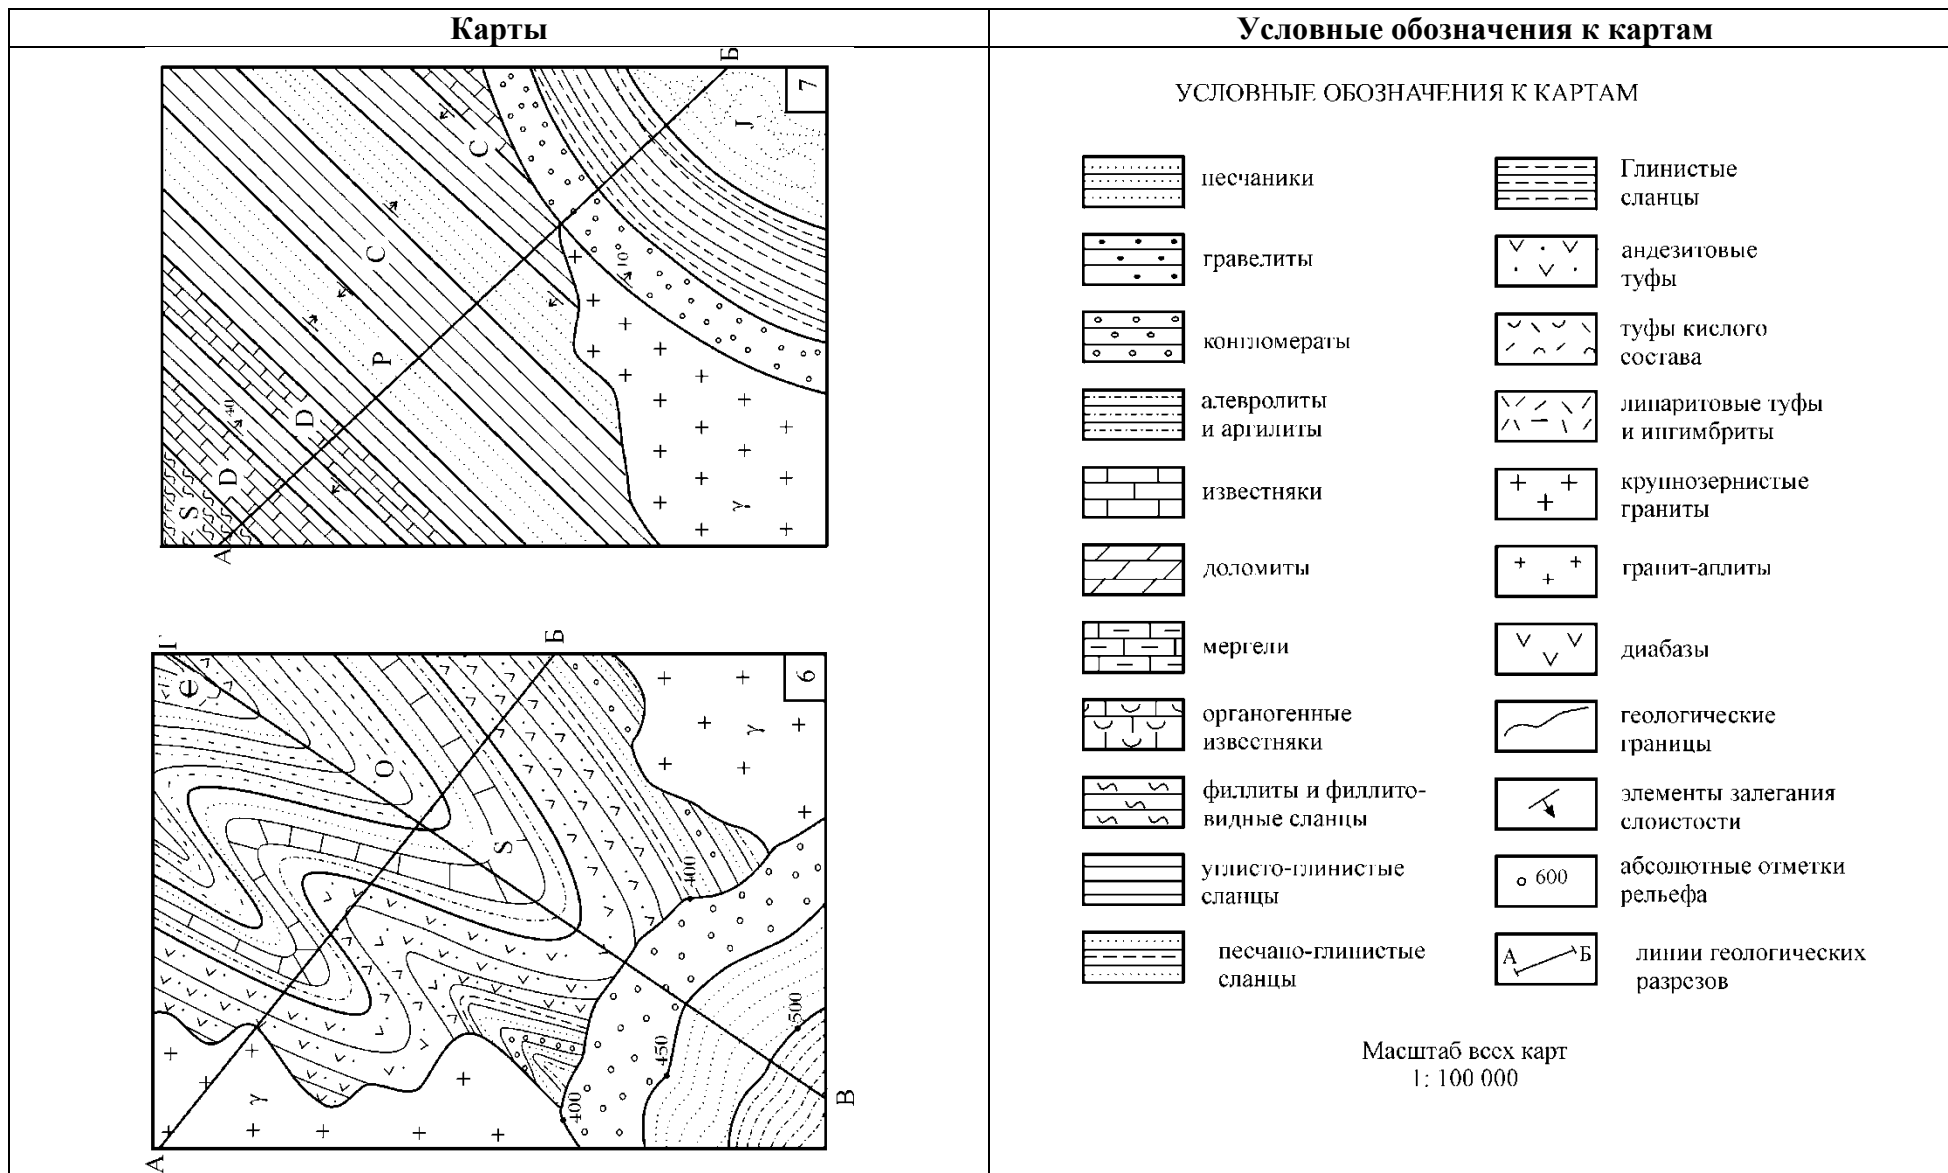 Карты
Условные обозначения к картам
А
Б
7
S
D
D
40
P
C
C
10
J
γ
А
Б
Г
В
6
Є
O
S
γ
γ
400
400
450
500
УСЛОВНЫЕ ОБОЗНАЧЕНИЯ К КАРТАМ
песчаники
гравелиты
конгломераты
алевролиты
и аргилиты
известняки
доломиты
мергели
органогенные
известняки
филлиты и филлито-
видные сланцы
углисто-глинистые
сланцы
песчано-глинистые
сланцы
Глинистые
сланцы
андезитовые
туфы
туфы кислого
состава
липаритовые туфы
и ингимбриты
крупнозернистые
граниты
гранит-аплиты
диабазы
геологические
границы
элементы залегания
слоистости
600
абсолютные отметки
рельефа
А Б
линии геологических
разрезов
Масштаб всех карт
1: 100 000